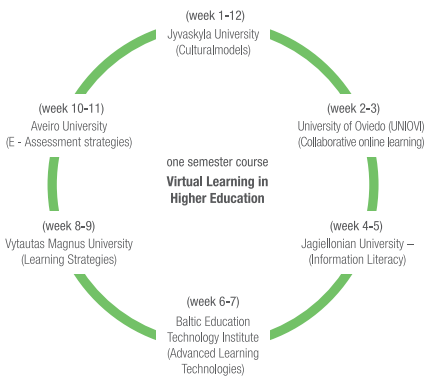 (week 1-12)
Jyvaskyla University
(Culturalmodels)
(week 2-3)
University of Oviedo (UNIOVI)
(Collaborative online learning)
(week 4-5)
Jagiellonian University –
(Information Literacy)
(week 6-7)
Baltic Education
Technology Institute
(Advanced Learning
Technologies)
(week 8-9)
Vytautas Magnus University
(Learning Strategies)
(week 10-11)
Aveiro University
(E - Assessment strategies)
one semester course
Virtual Learning in
Higher Education